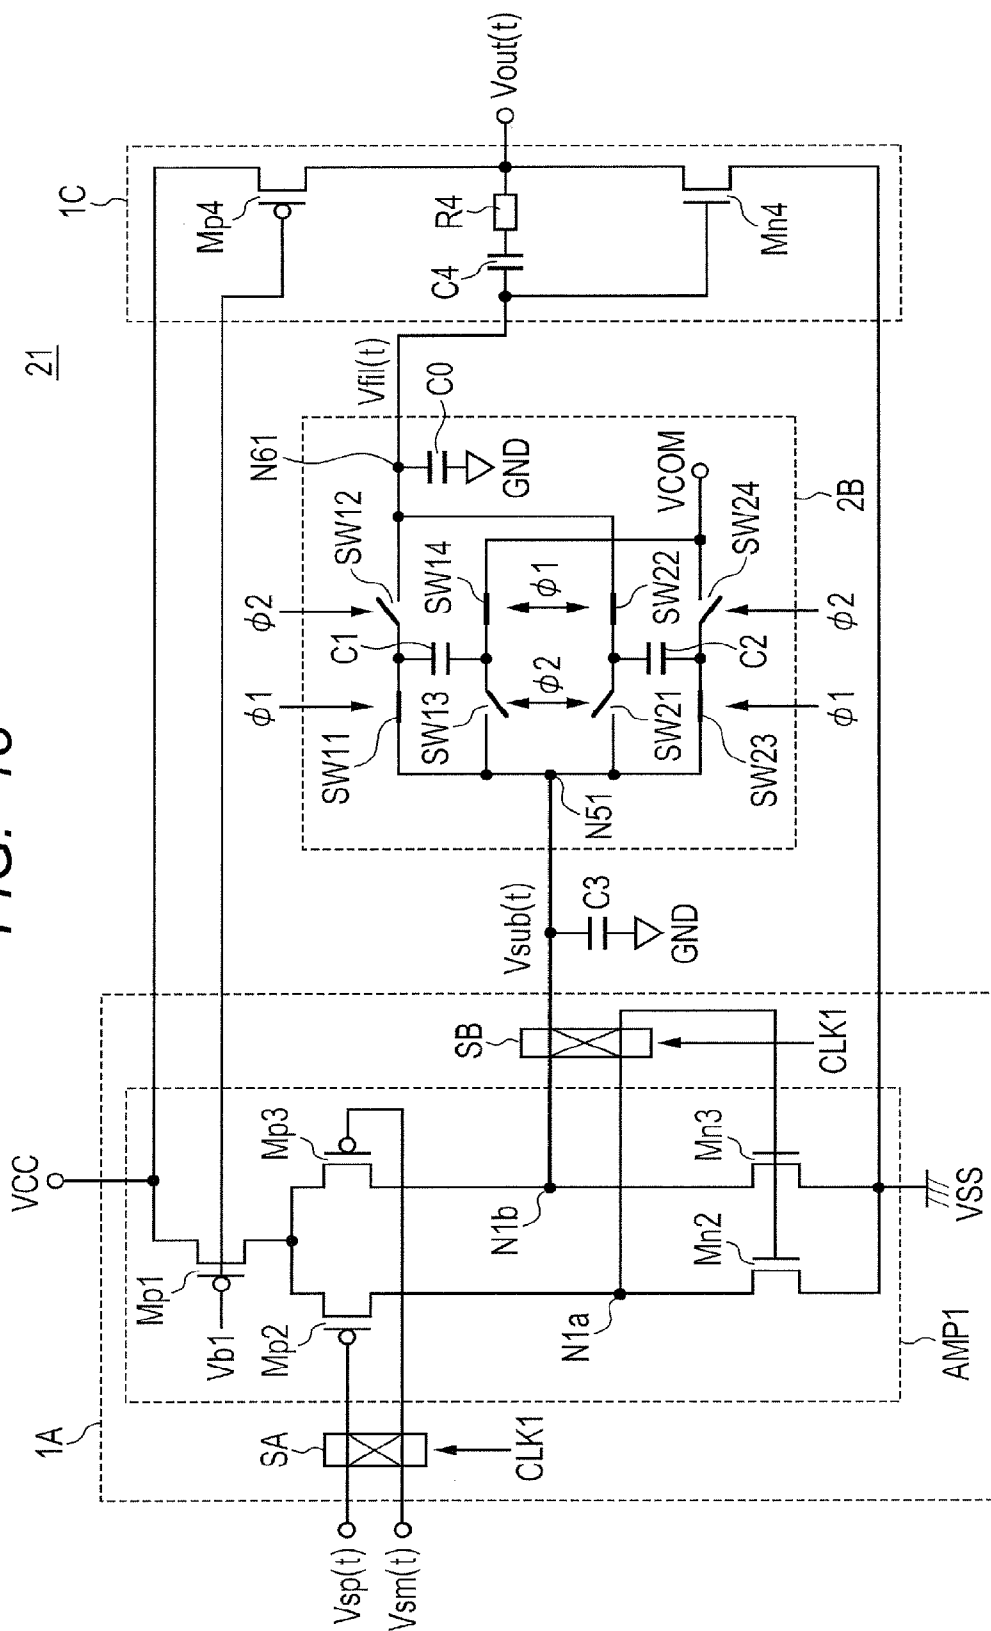 21
1A
VCC
Mp1
Vb1
Mp2
Mp3
SA
CLK1
Vsp(t)
Vsm(t)
N1a
N1b
Mn2
Mn3
AMP1
VSS
SB
CLK1
Vsub(t)
C3
GND
N51
φ1
φ2
SW11
SW12
C1
SW13
SW14
φ2
φ1
SW21
SW22
C2
SW23
SW24
φ1
φ2
VCOM
2B
N61
Vfil(t)
C0
GND
1C
Mp4
C4
R4
Mn4
Vout(t)